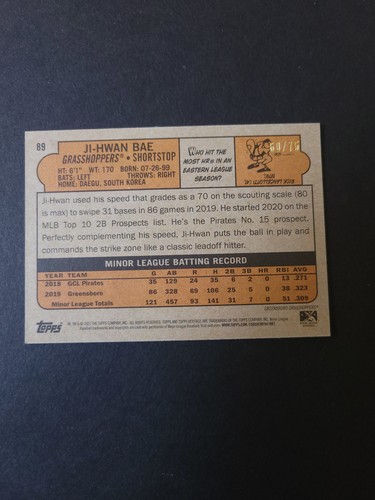 89
JI-HWAN BAE
GRASSHOPPERS® • SHORTSTOP
HT: 6'1" WT: 170 BORN: 07-26-99
BATS: LEFT THROWS: RIGHT
HOME: DAEGU, SOUTH KOREA
WHO HIT THE
MOST HRS IN AN
EASTERN LEAGUE
SEASON?
Ji-Hwan used his speed that grades as a 70 on the scouting scale (80
is max) to swipe 31 bases in 86 games in 2019. He started 2020 on the
MLB Top 10 2B Prospects list. He's the Pirates No. 15 prospect.
Perfectly complementing his speed, Ji-Hwan puts the ball in play and
commands the strike zone like a classic leadoff hitter.
MINOR LEAGUE BATTING RECORD
YEAR TEAM G AB R H 2B 3B HR RBI AVG
2018 GCL Pirates 35 129 24 35 6 2 0 13 .271
2019 Greensboro 86 328 69 106 25 5 0 38 .323
Minor League Totals 121 457 93 141 31 7 0 51 .309
TOPPS